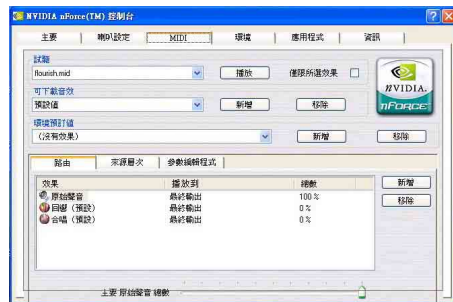 NVIDIA nForce(TM) 控制台
主要 喇叭設定 MIDI 環境 應用程式 資訊
試聽
flourish.mid 播放 僅限所選效果
可下載音效
預設值 新增 移除
環境預訂值
(沒有效果) 新增 移除
NVIDIA.
nFORCE
路由 來源層次 參數編輯程式
效果 播放到 總數 新增
原始聲音 最終輸出 100 % 移除
回響 (預設) 最終輸出 0 %
合唱 (預設) 最終輸出 0 %
主要 原始聲音 總數